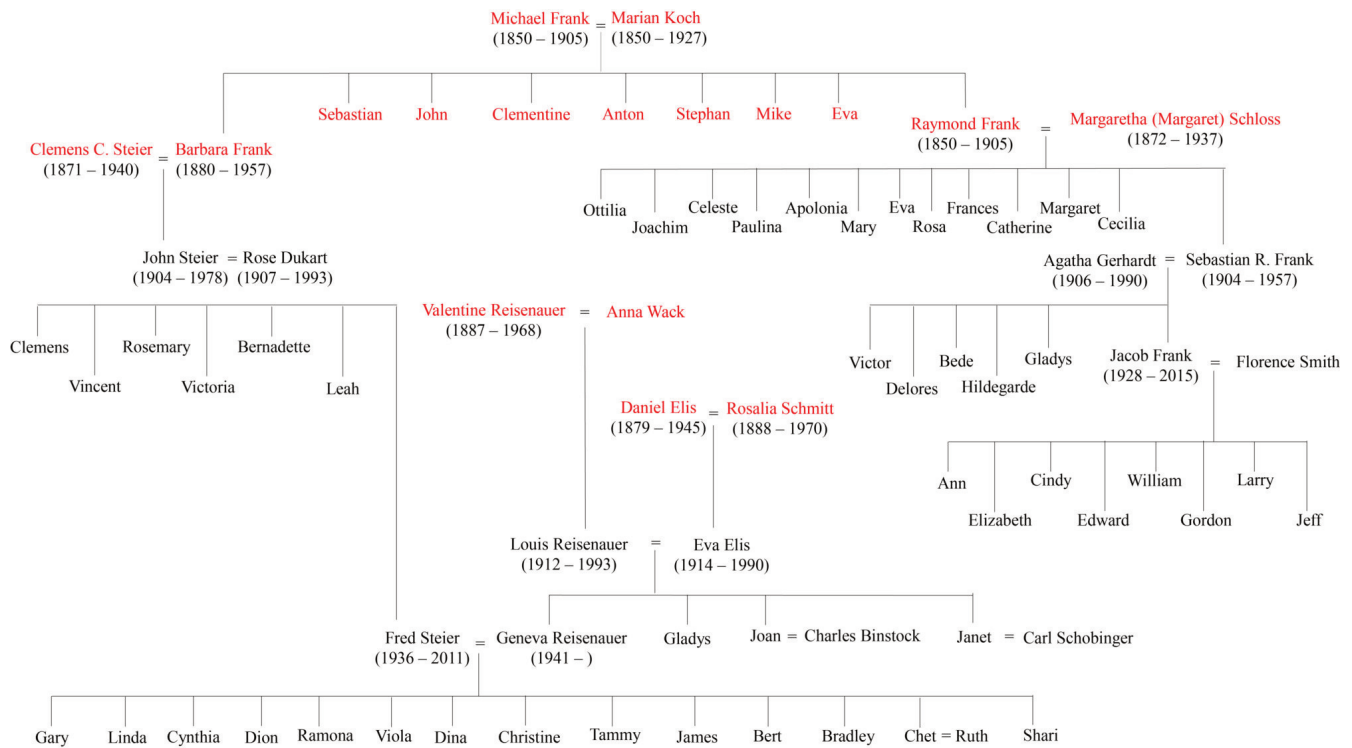 Michael Frank = Marian Koch
(1850 – 1905) (1850 – 1927)
Sebastian John Clementine Anton Stephan Mike Eva
Raymond Frank = Margaretha (Margaret) Schloss
(1850 – 1905) (1872 – 1937)
Clemens C. Steier = Barbara Frank
(1871 – 1940) (1880 – 1957)
Ottilia Joachim Celeste Paulina Apolonia Mary Eva Rosa Frances Catherine Margaret Cecilia
John Steier = Rose Dukart
(1904 – 1978) (1907 – 1993)
Agatha Gerhardt = Sebastian R. Frank
(1906 – 1990) (1904 – 1957)
Clemens Vincent Rosemary Victoria Bernadette Leah
Valentine Reisenauer = Anna Wack
(1887 – 1968)
Victor Delores Bede Hildegarde Gladys
Jacob Frank = Florence Smith
(1928 – 2015)
Daniel Elis = Rosalia Schmitt
(1879 – 1945) (1888 – 1970)
Ann Elizabeth Cindy Edward William Gordon Larry Jeff
Louis Reisenauer = Eva Elis
(1912 – 1993) (1914 – 1990)
Fred Steier = Geneva Reisenauer Gladys Joan = Charles Binstock Janet = Carl Schobinger
(1936 – 2011) (1941 – )
Gary Linda Cynthia Dion Ramona Viola Dina Christine Tammy James Bert Bradley Chet = Ruth Shari